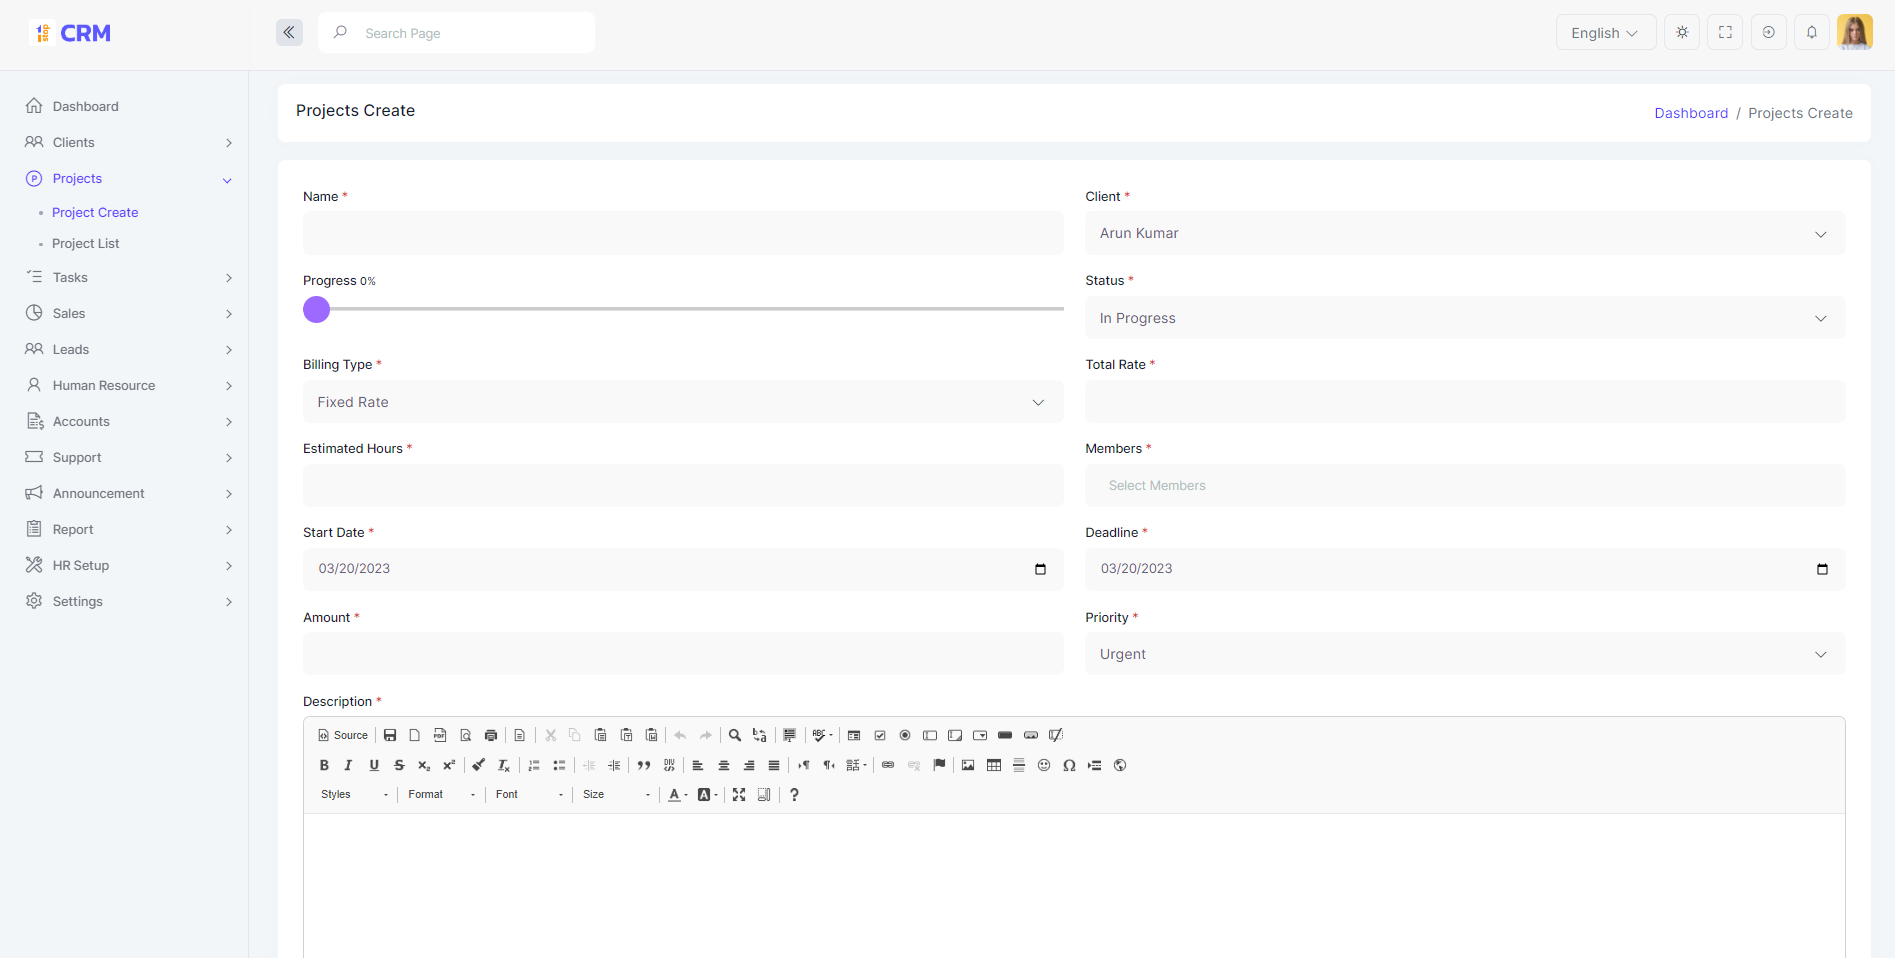 1 stop CRM
Search Page
English
Dashboard
Clients
Projects
Project Create
Project List
Tasks
Sales
Leads
Human Resource
Accounts
Support
Announcement
Report
HR Setup
Settings
Projects Create
Dashboard / Projects Create
Name *
Client *
Arun Kumar
Progress 0%
Status *
In Progress
Billing Type *
Fixed Rate
Total Rate *
Estimated Hours *
Members *
Select Members
Start Date *
03/20/2023
Deadline *
03/20/2023
Amount *
Priority *
Urgent
Description *
Source
Styles Format Font Size